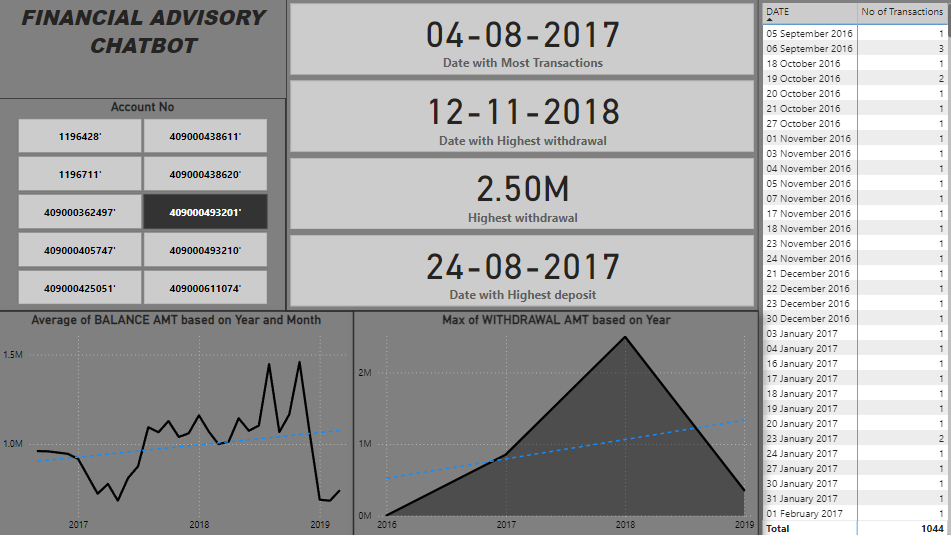 FINANCIAL ADVISORY
CHATBOT
Account No
1196428'
409000438611'
1196711'
409000438620'
409000362497'
409000493201'
409000405747'
409000493210'
409000425051'
409000611074'
04-08-2017
Date with Most Transactions
12-11-2018
Date with Highest withdrawal
2.50M
Highest withdrawal
24-08-2017
Date with Highest deposit
Average of BALANCE AMT based on Year and Month
1.5M
1.0M
2017
2018
2019
Max of WITHDRAWAL AMT based on Year
2M
1M
0M
2016
2017
2018
2019
DATE No of Transactions
05 September 2016 1
06 September 2016 3
18 October 2016 1
19 October 2016 2
20 October 2016 1
21 October 2016 1
27 October 2016 1
01 November 2016 1
03 November 2016 1
04 November 2016 1
05 November 2016 1
07 November 2016 1
17 November 2016 1
18 November 2016 1
23 November 2016 1
24 November 2016 1
21 December 2016 1
22 December 2016 1
23 December 2016 1
30 December 2016 1
03 January 2017 1
04 January 2017 1
16 January 2017 1
17 January 2017 1
18 January 2017 1
19 January 2017 1
20 January 2017 1
23 January 2017 2
24 January 2017 1
27 January 2017 1
30 January 2017 1
31 January 2017 1
01 February 2017 1
Total 1044